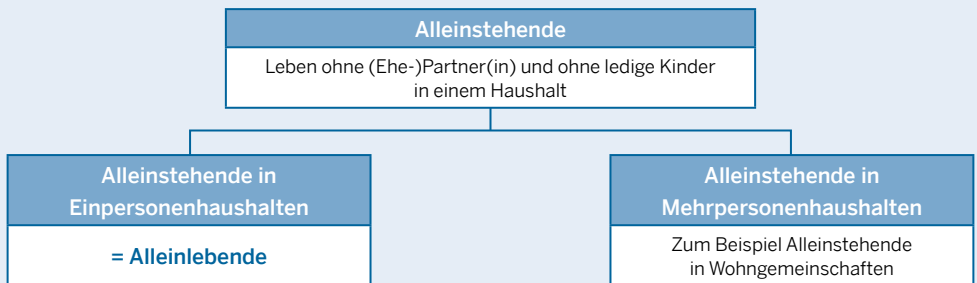 Alleinstehende
Leben ohne (Ehe-)Partner(in) und ohne ledige Kinder
in einem Haushalt
Alleinstehende in
Einpersonenhaushalten
= Alleinlebende
Alleinstehende in
Mehrpersonenhaushalten
Zum Beispiel Alleinstehende
in Wohngemeinschaften